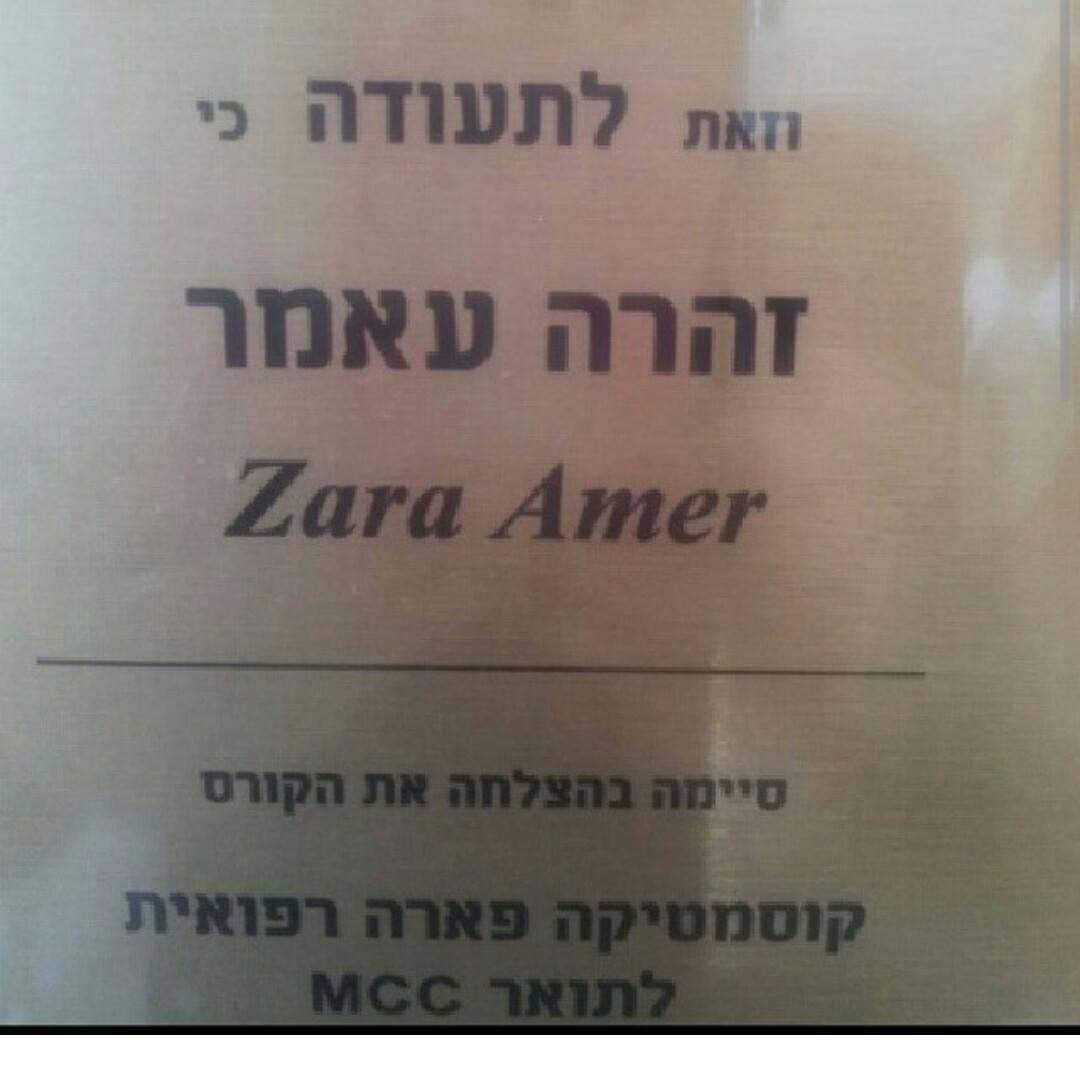 וזאת לתעודה כי
זהרה עאמר
Zara Amer
סיימה בהצלחה את הקורס
קוסמטיקה פארה רפואית
לתואר MCC